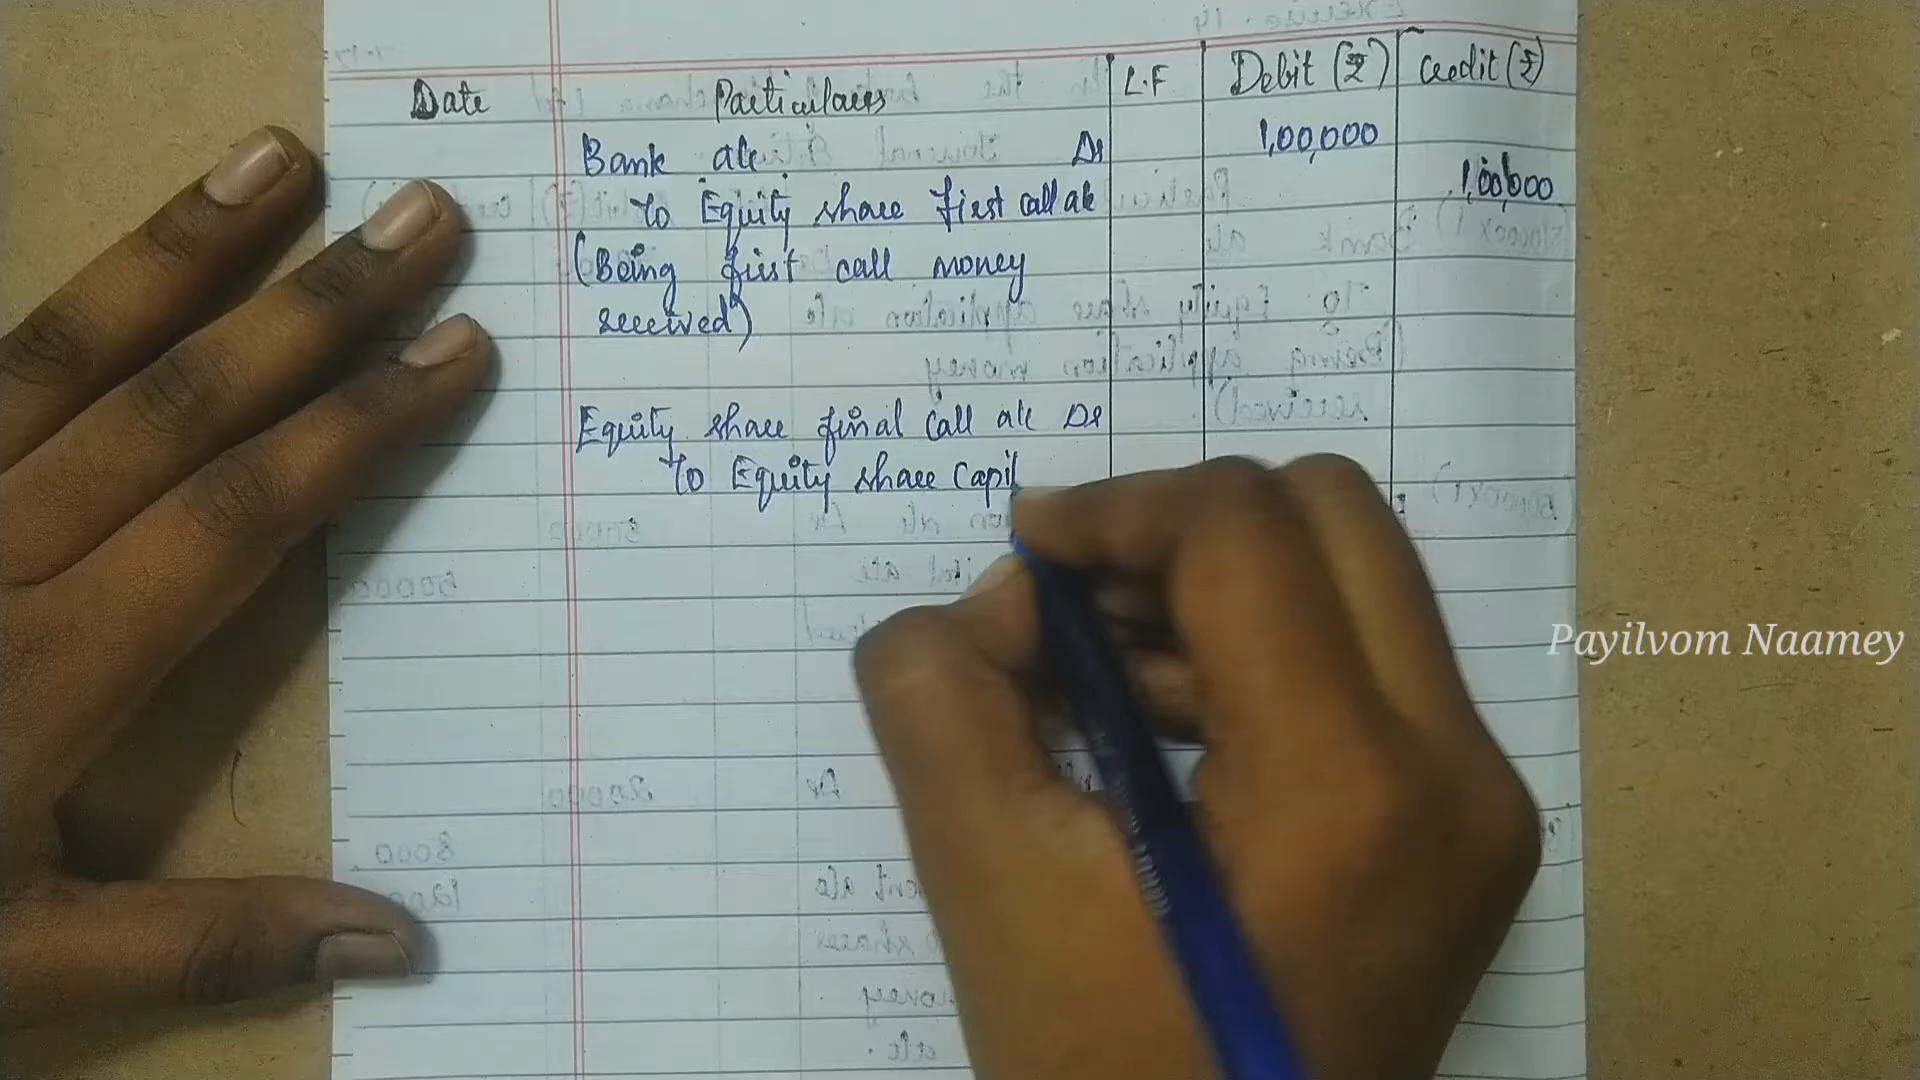 Date Particulars L.F Debit (₹) Credit (₹)
Bank a/c Dr 1,00,000
To Equity share first call a/c 1,00,000
(Being first call money
received)
Equity share final call a/c Dr
To Equity share Capit
Payilvom Naamey